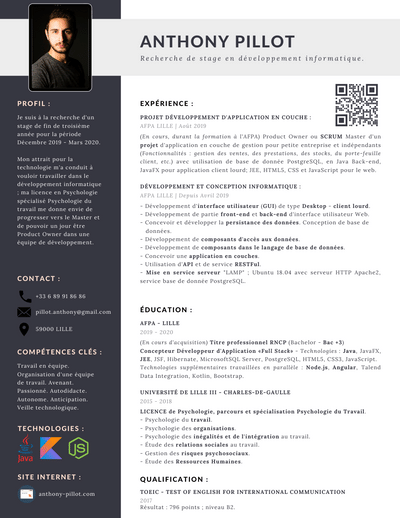 ANTHONY PILLOT
Recherche de stage en développement informatique.
PROFIL :
Je suis à la recherche d'un
stage de fin de troisième
année pour la période
Décembre 2019 - Mars 2020.
Mon attrait pour la
technologie m'a conduit à
vouloir travailler dans le
développement informatique
; ma licence en Psychologie
spécialisé Psychologie du
travail me donne envie de
progresser vers le Master et
de pouvoir un jour être
Product Owner dans une
équipe de développement.
CONTACT :
+33 6 89 91 86 86
pillot.anthony@gmail.com
59000 LILLE
COMPÉTENCES CLÉS :
Travail en équipe.
Organisation d'une équipe
de travail. Avenant.
Passionné. Autodidacte.
Autonome. Anticipation.
Veille technologique.
TECHNOLOGIES :
Java
JS
SITE INTERNET :
anthony-pillot.com
EXPÉRIENCE :
PROJET DÉVELOPPEMENT D'APPLICATION EN COUCHE :
AFPA LILLE | Août 2019
(En cours, durant la formation à l'AFPA) Product Owner ou SCRUM Master d'un
projet d'application en couche de gestion pour petite entreprise et indépendants
(Fonctionnalités : gestion des ventes, des prestations, des stocks, du porte-feuille
client, etc.) avec utilisation de base de donnée PostgreSQL, en Java Back-end,
JavaFX pour application client lourd; JEE, HTML5, CSS et JavaScript pour le web.
DÉVELOPPEMENT ET CONCEPTION INFORMATIQUE :
AFPA LILLE | Depuis Avril 2019
- Développement d'interface utilisateur (GUI) de type Desktop - client lourd.
- Développement de partie front-end et back-end d'interface utilisateur Web.
- Concevoir et développer la persistance des données. Conception de base de
données.
- Développement de composants d'accès aux données.
- Développement de composants dans le langage de base de données.
- Concevoir une application en couches.
- Utilisation d'API et de service RESTFul.
- Mise en service serveur "LAMP" ; Ubuntu 18.04 avec serveur HTTP Apache2,
service base de donnée PostgreSQL.
ÉDUCATION :
AFPA - LILLE
2019 - 2020
(En cours d'acquisition) Titre professionnel RNCP (Bachelor - Bac +3)
Concepteur Développeur d'Application «Full Stack» - Technologies : Java, JavaFX,
JEE, JSF, Hibernate, MicroSOFT SQL Server, PostgreSQL, HTML5, CSS3, JavaScript.
Technologies supplémentaires travaillées en parallèle : Node.js, Angular, Talend
Data Integration, Kotlin, Bootstrap.
UNIVERSITÉ DE LILLE III - CHARLES-DE-GAULLE
2015 - 2018
LICENCE de Psychologie, parcours et spécialisation Psychologie du Travail.
- Psychologie du travail.
- Psychologie des organisations.
- Psychologie des inégalités et de l'intégration au travail.
- Étude des relations sociales au travail.
- Gestion des risques psychosociaux.
- Étude des Ressources Humaines.
QUALIFICATION :
TOEIC - TEST OF ENGLISH FOR INTERNATIONAL COMMUNICATION
2017
Résultat : 796 points ; niveau B2.